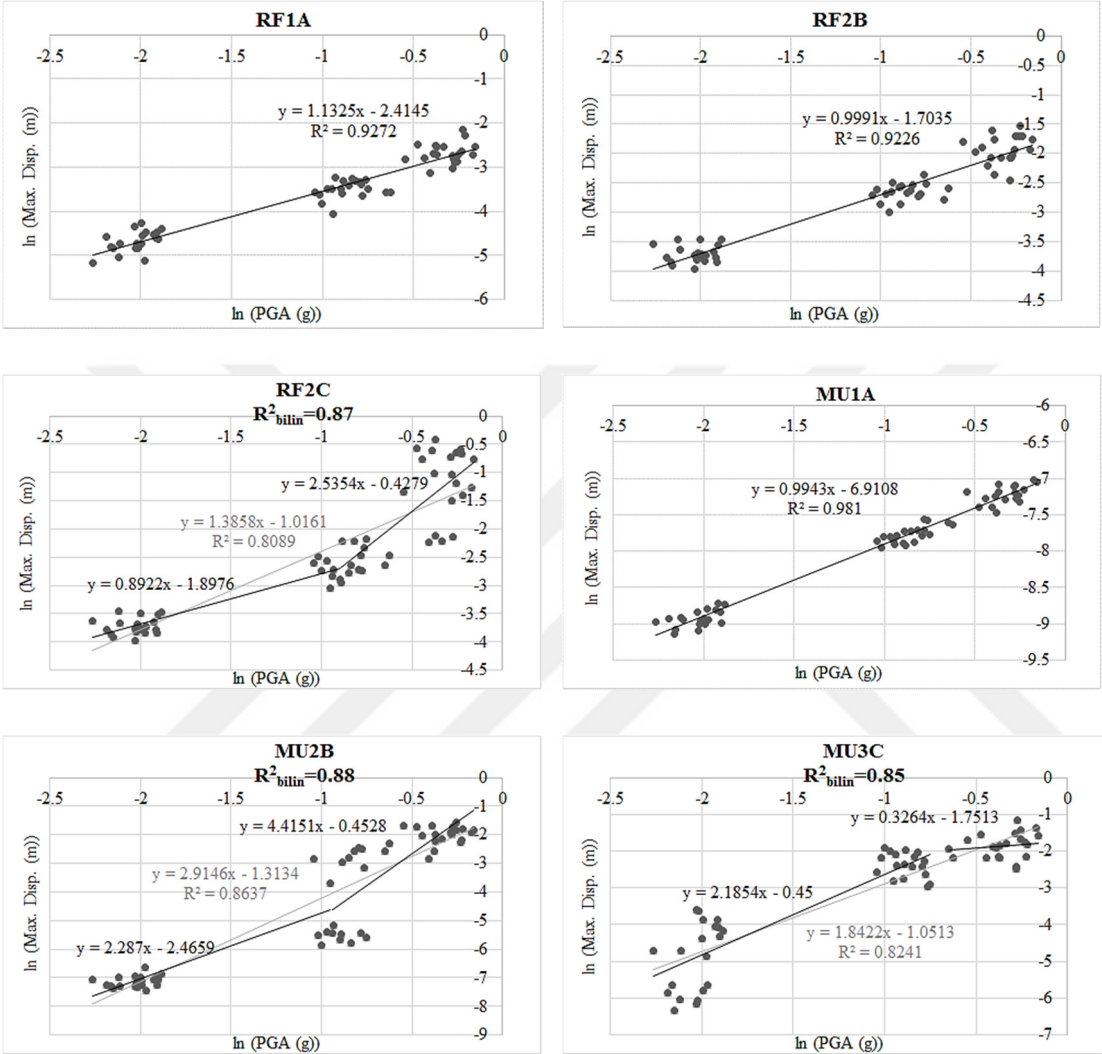 RF1A
-2.5 -2 -1.5 -1 -0.5 0
0
-1
-2
-3
-4
-5
-6
y = 1.1325x - 2.4145
R² = 0.9272
ln (Max. Disp. (m))
ln (PGA (g))
RF2B
-2.5 -2 -1.5 -1 -0.5 0
0
-0.5
-1
-1.5
-2
-2.5
-3
-3.5
-4
-4.5
y = 0.9991x - 1.7035
R² = 0.9226
ln (Max. Disp. (m))
ln (PGA (g))
RF2C
R²bilin=0.87
-2.5 -2 -1.5 -1 -0.5 0
0
-0.5
-1
-1.5
-2
-2.5
-3
-3.5
-4
-4.5
y = 2.5354x - 0.4279
y = 1.3858x - 1.0161
R² = 0.8089
y = 0.8922x - 1.8976
ln (Max. Disp. (m))
ln (PGA (g))
MU1A
-2.5 -2 -1.5 -1 -0.5 0
-6
-6.5
-7
-7.5
-8
-8.5
-9
-9.5
y = 0.9943x - 6.9108
R² = 0.981
ln (Max. Disp. (m))
ln (PGA (g))
MU2B
R²bilin=0.88
-2.5 -2 -1.5 -1 -0.5 0
0
-1
-2
-3
-4
-5
-6
-7
-8
-9
y = 4.4151x - 0.4528
y = 2.9146x - 1.3134
R² = 0.8637
y = 2.287x - 2.4659
ln (Max. Disp. (m))
ln (PGA (g))
MU3C
R²bilin=0.85
-2.5 -2 -1.5 -1 -0.5 0
0
-1
-2
-3
-4
-5
-6
-7
y = 0.3264x - 1.7513
y = 2.1854x - 0.45
y = 1.8422x - 1.0513
R² = 0.8241
ln (Max. Disp. (m))
ln (PGA (g))